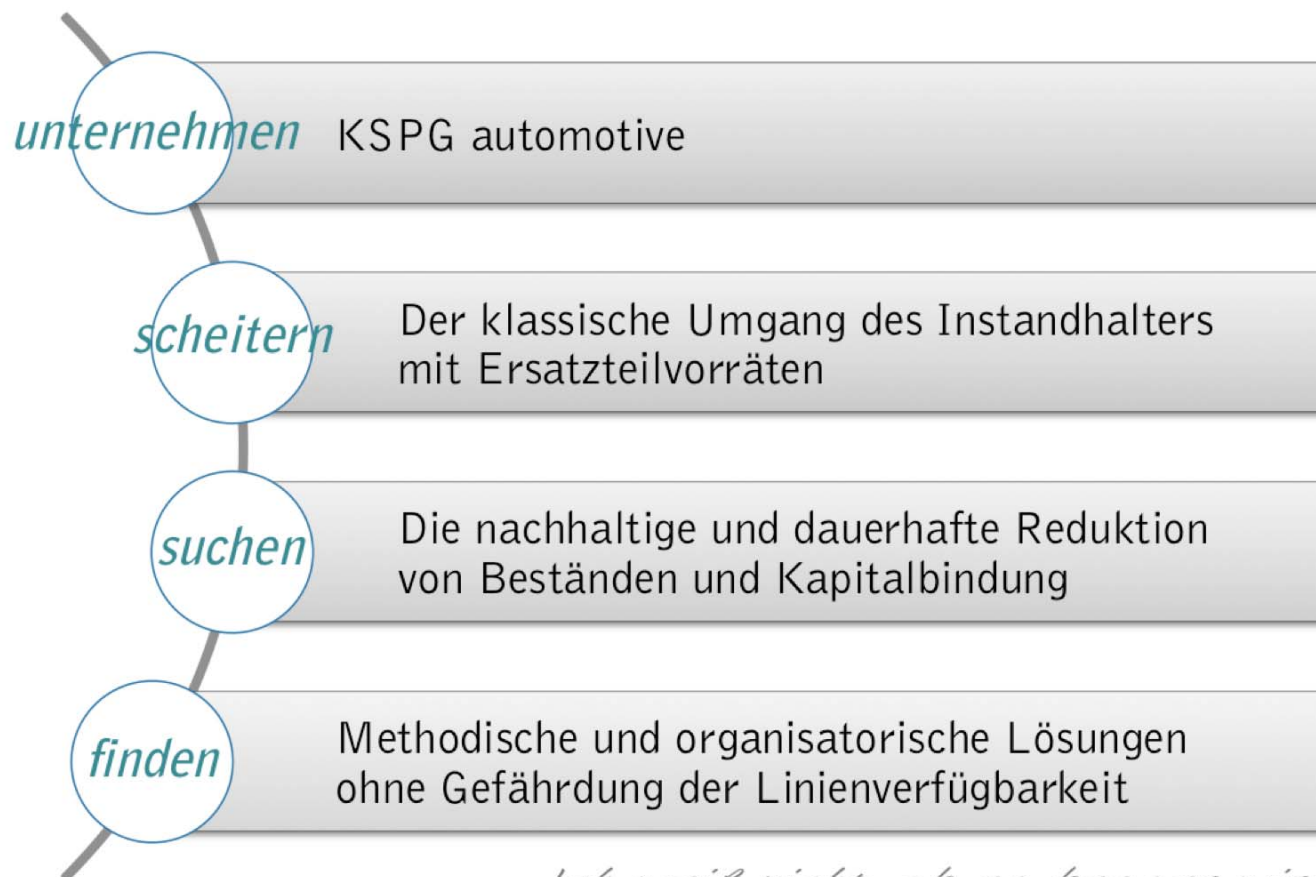 unternehmen
KSPG automotive
scheitern
Der klassische Umgang des Instandhalters
mit Ersatzteilvorräten
suchen
Die nachhaltige und dauerhafte Reduktion
von Beständen und Kapitalbindung
finden
Methodische und organisatorische Lösungen
ohne Gefährdung der Linienverfügbarkeit